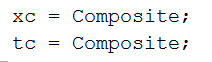 xc = Composite;
tc = Composite;